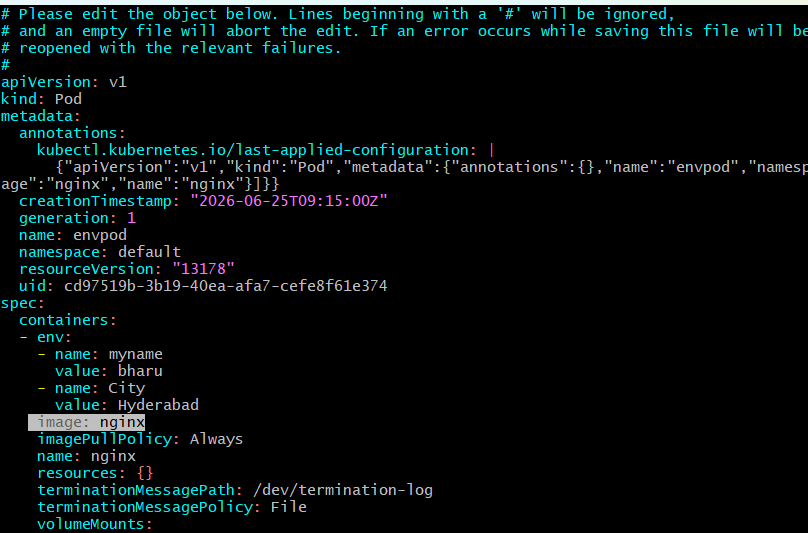 # Please edit the object below. Lines beginning with a '#' will be ignored,
# and an empty file will abort the edit. If an error occurs while saving this file will be
# reopened with the relevant failures.
#
apiVersion: v1
kind: Pod
metadata:
  annotations:
    kubectl.kubernetes.io/last-applied-configuration: |
      {"apiVersion":"v1","kind":"Pod","metadata":{"annotations":{},"name":"envpod","namesp
age":"nginx","name":"nginx"}]}}
  creationTimestamp: "2026-06-25T09:15:00Z"
  generation: 1
  name: envpod
  namespace: default
  resourceVersion: "13178"
  uid: cd97519b-3b19-40ea-afa7-cefe8f61e374
spec:
  containers:
  - env:
    - name: myname
      value: bharu
    - name: City
      value: Hyderabad
    image: nginx
    imagePullPolicy: Always
    name: nginx
    resources: {}
    terminationMessagePath: /dev/termination-log
    terminationMessagePolicy: File
    volumeMounts: